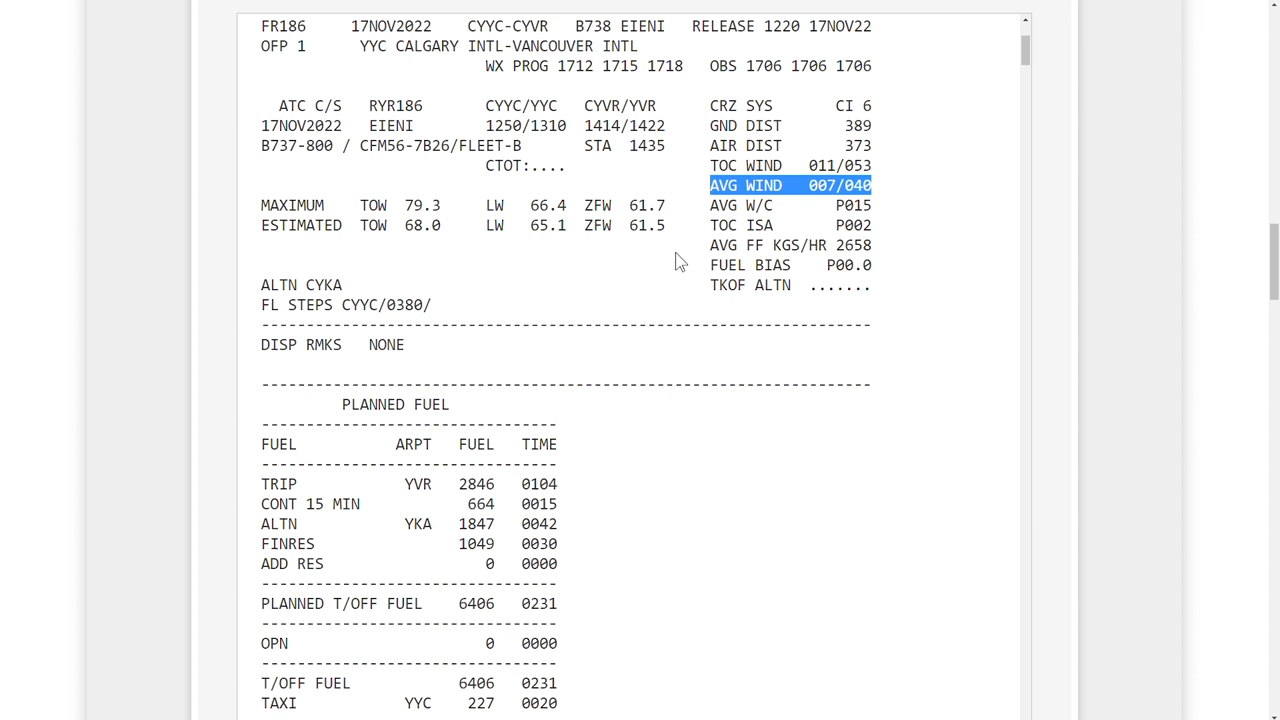 FR186 17NOV2022 CYYC-CYVR B738 EIENI RELEASE 1220 17NOV22
OFP 1 YYC CALGARY INTL-VANCOUVER INTL
WX PROG 1712 1715 1718 OBS 1706 1706 1706
ATC C/S RYR186 CYYC/YYC CYVR/YVR CRZ SYS CI 6
17NOV2022 EIENI 1250/1310 1414/1422 GND DIST 389
B737-800 / CFM56-7B26/FLEET-B STA 1435 AIR DIST 373
CTOT:.... TOC WIND 011/053
AVG WIND 007/040
MAXIMUM TOW 79.3 LW 66.4 ZFW 61.7 AVG W/C P015
ESTIMATED TOW 68.0 LW 65.1 ZFW 61.5 TOC ISA P002
AVG FF KGS/HR 2658
FUEL BIAS P00.0
ALTN CYKA TKOF ALTN .......
FL STEPS CYYC/0380/
--------------------------------------------------------------------
DISP RMKS NONE
--------------------------------------------------------------------
PLANNED FUEL
---------------------------------
FUEL ARPT FUEL TIME
---------------------------------
TRIP YVR 2846 0104
CONT 15 MIN 664 0015
ALTN YKA 1847 0042
FINRES 1049 0030
ADD RES 0 0000
---------------------------------
PLANNED T/OFF FUEL 6406 0231
---------------------------------
OPN 0 0000
---------------------------------
T/OFF FUEL 6406 0231
TAXI YYC 227 0020